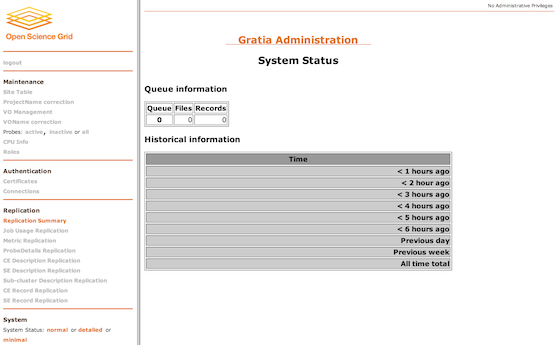 No Administrative Privileges
Open Science Grid
logout
Maintenance
Site Table
ProjectName correction
VO Management
VOName correction
Probes: active, inactive or all
CPU Info
Roles
Authentication
Certificates
Connections
Replication
Replication Summary
Job Usage Replication
Metric Replication
ProbeDetails Replication
CE Description Replication
SE Description Replication
Sub-cluster Description Replication
CE Record Replication
SE Record Replication
System
System Status: normal or detailed or
minimal
Gratia Administration
System Status
Queue information
Queue Files Records
0 0 0
Historical information
Time
< 1 hours ago
< 2 hour ago
< 3 hours ago
< 4 hours ago
< 5 hours ago
< 6 hours ago
Previous day
Previous week
All time total